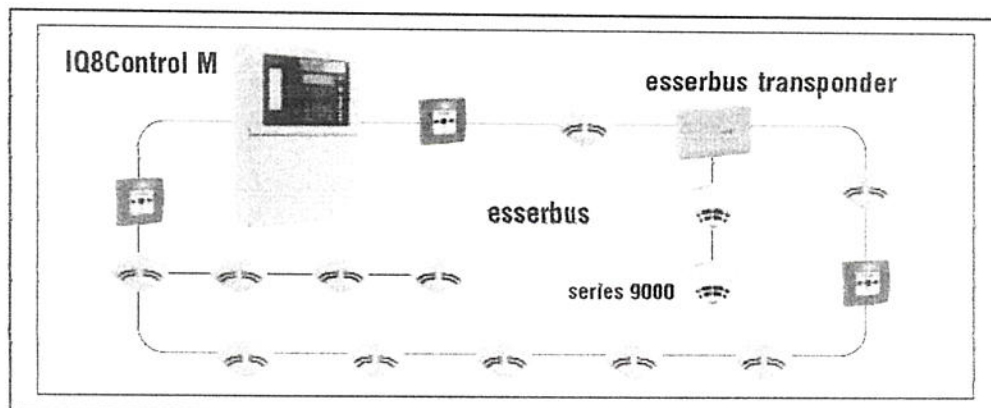 IQ8Control M
esserbus transponder
esserbus
series 9000